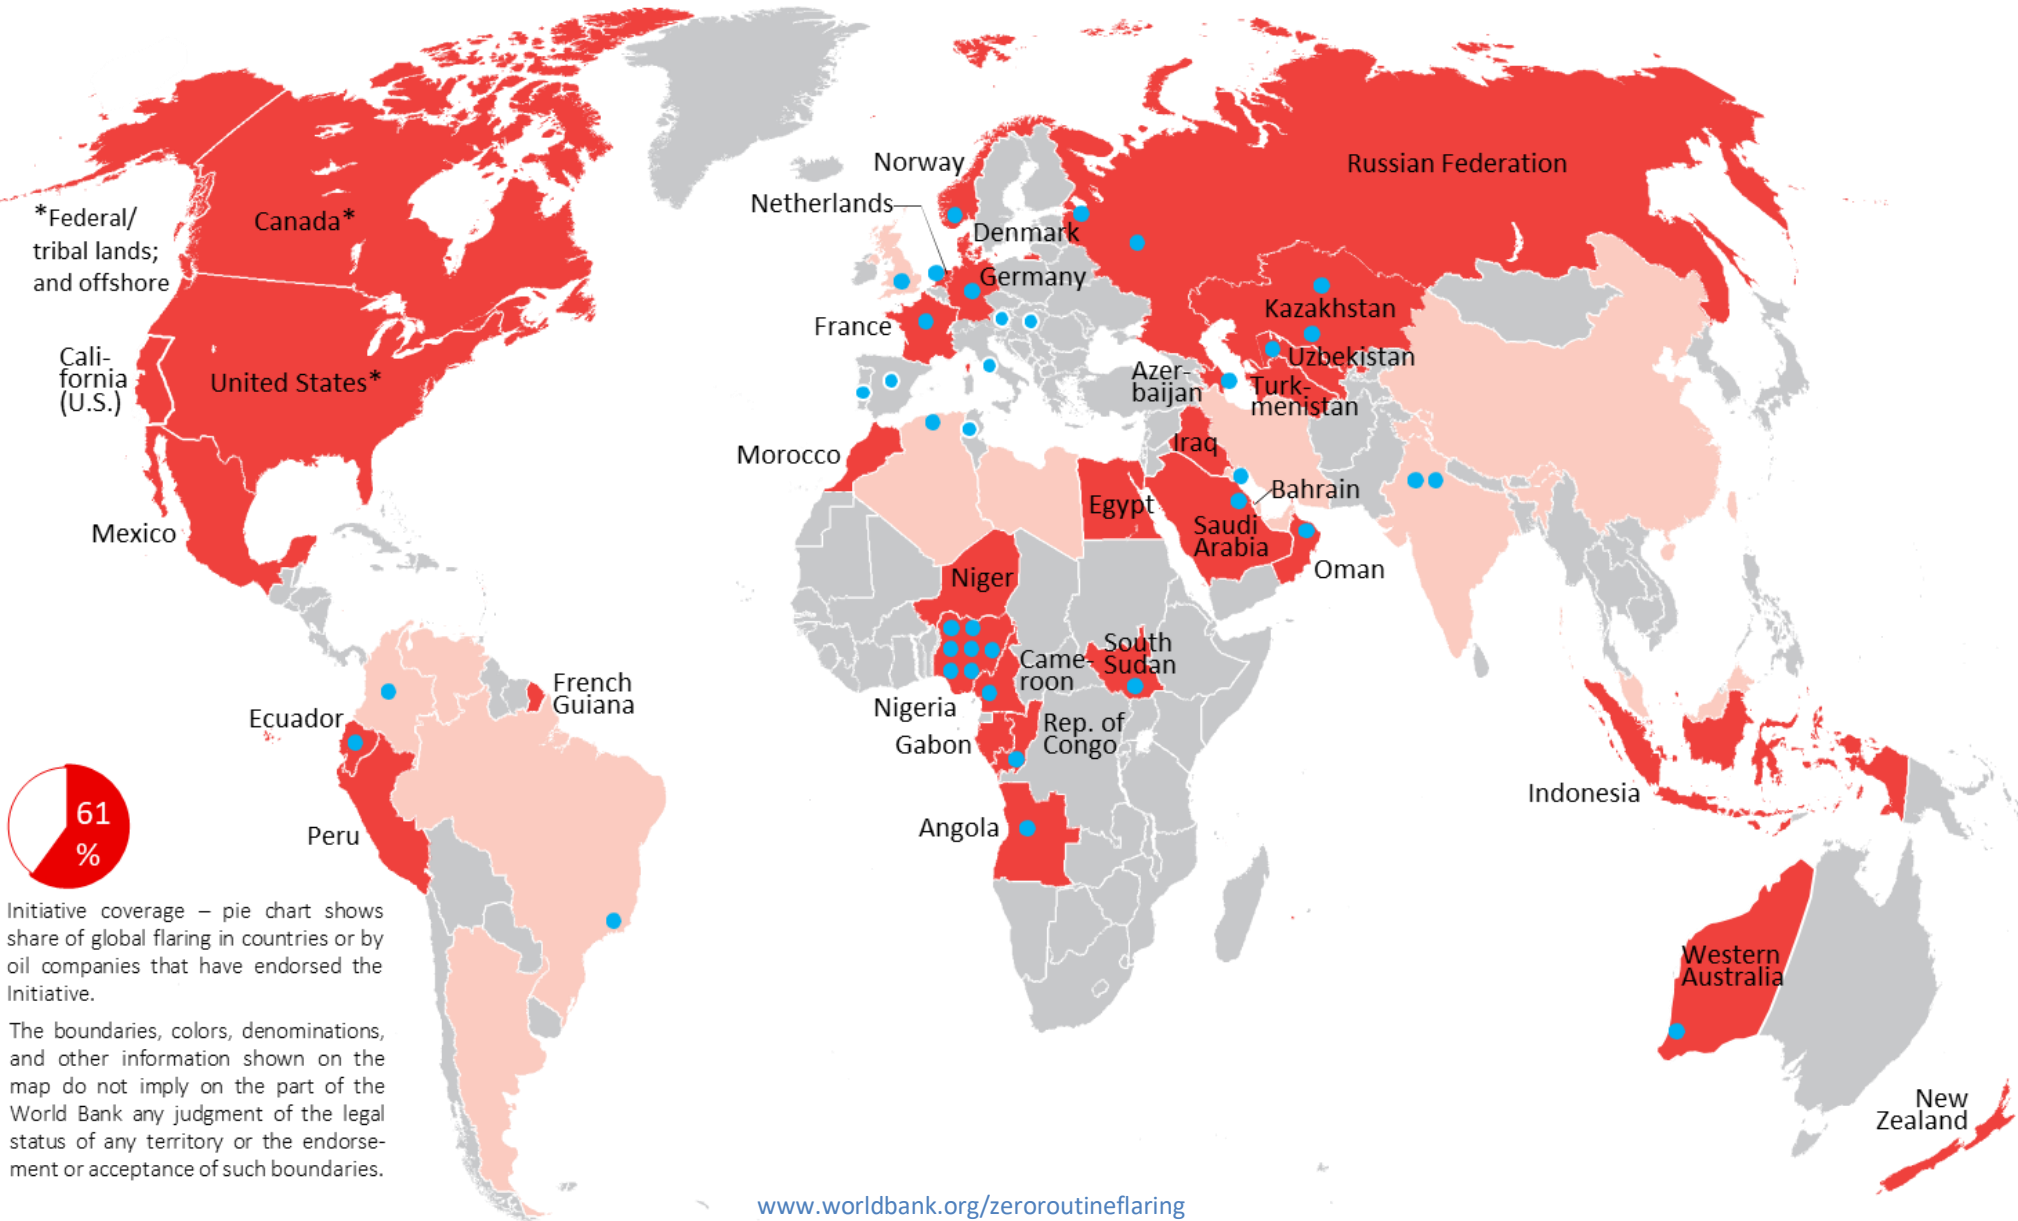 Norway
Russian Federation
Netherlands
*Federal/
tribal lands;
and offshore
Canada*
Denmark
Germany
Kazakhstan
France
Uzbekistan
Cali-
fornia
(U.S.)
United States*
Azer-
baijan
Turk-
menistan
Morocco
Iraq
Bahrain
Egypt
Mexico
Saudi
Arabia
Oman
Niger
South
Sudan
Came-
roon
French
Guiana
Nigeria
Ecuador
Rep. of
Congo
Gabon
Indonesia
61
%
Peru
Angola
Initiative coverage – pie chart shows
share of global flaring in countries or by
oil companies that have endorsed the
Initiative.
Western
Australia
The boundaries, colors, denominations,
and other information shown on the
map do not imply on the part of the
World Bank any judgment of the legal
status of any territory or the endorse-
ment or acceptance of such boundaries.
New
Zealand
www.worldbank.org/zeroroutineflaring